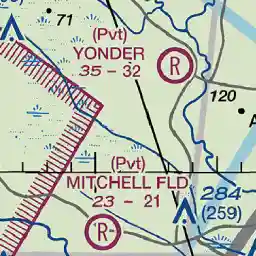 71
(Pvt)
YONDER
35 - 32
R
120
(Pvt)
MITCHELL FLD
23 - 21
284
(259)
R